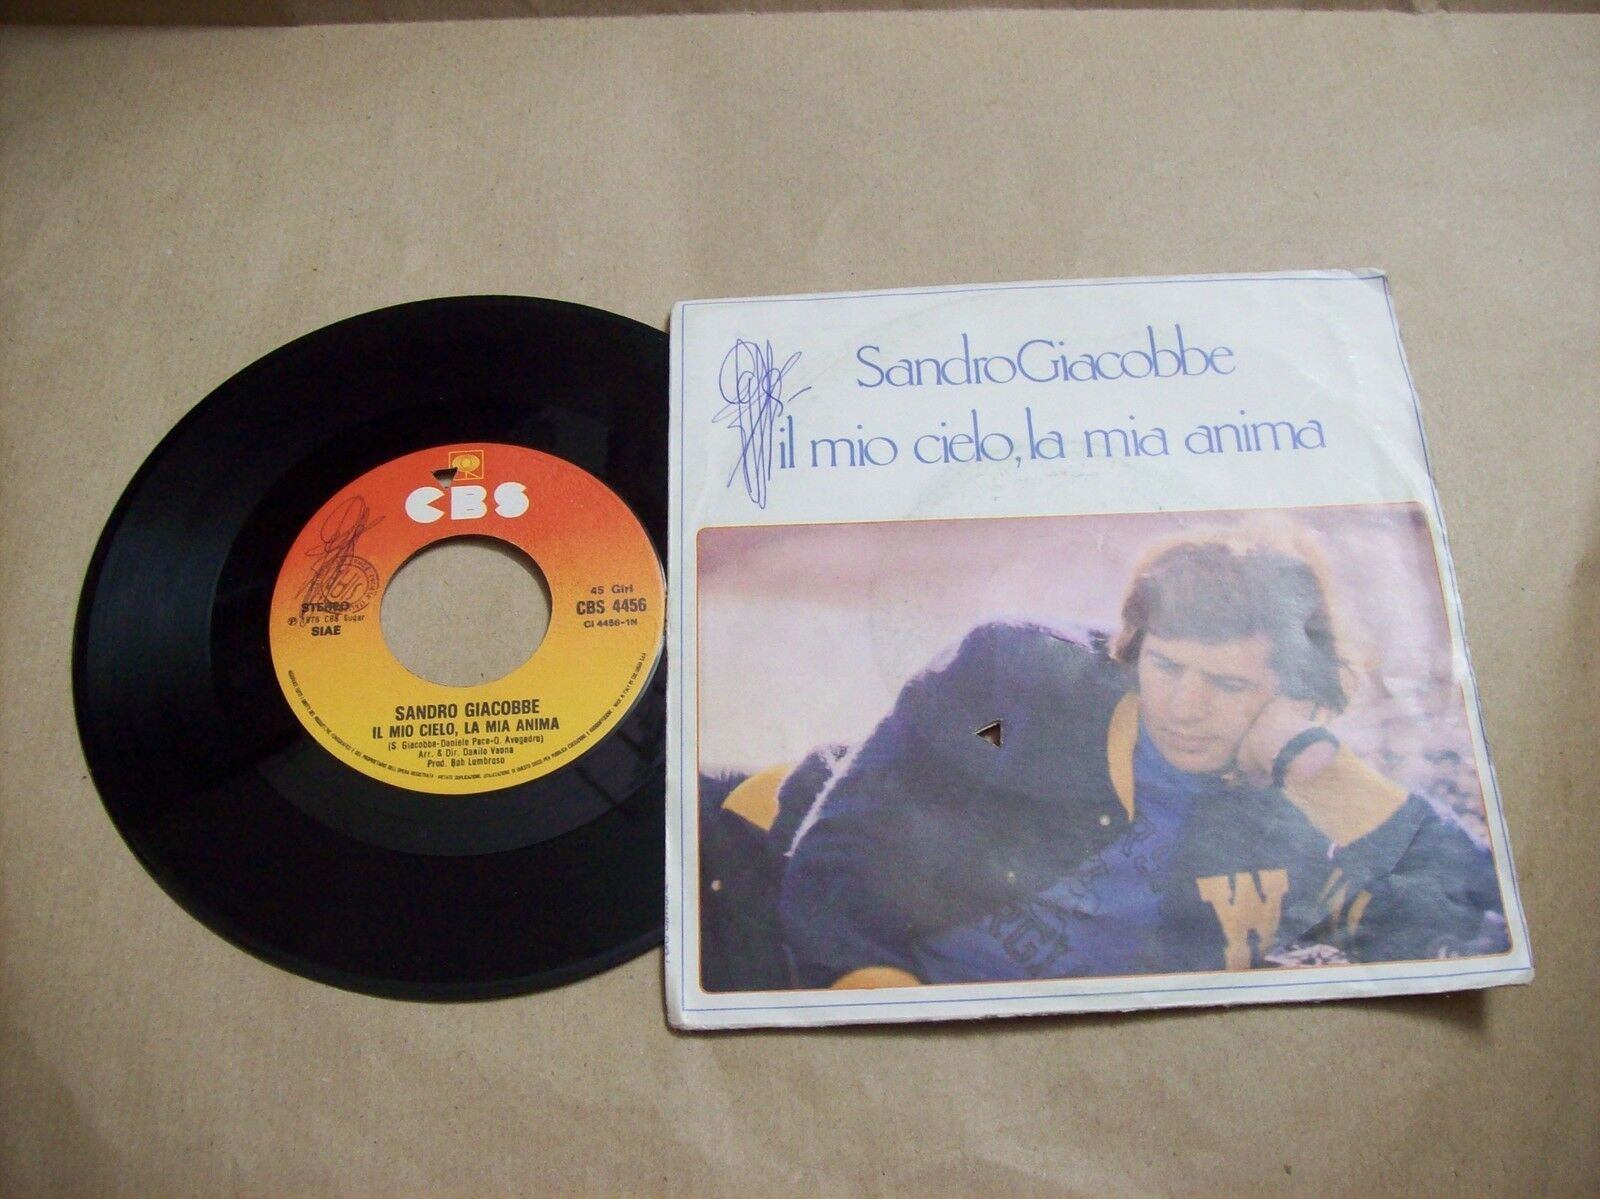 CBS
STEREO
℗ 1976 CBS Sugar
SIAE
45 Giri
CBS 4456
CI 4456-1N
SANDRO GIACOBBE
IL MIO CIELO, LA MIA ANIMA
(S. Giacobbe-Daniele Pace-O. Avogadro)
Arr. & Dir. Danilo Vaona
Prod. Bob Lumbroso
Sandro Giacobbe
il mio cielo, la mia anima
W